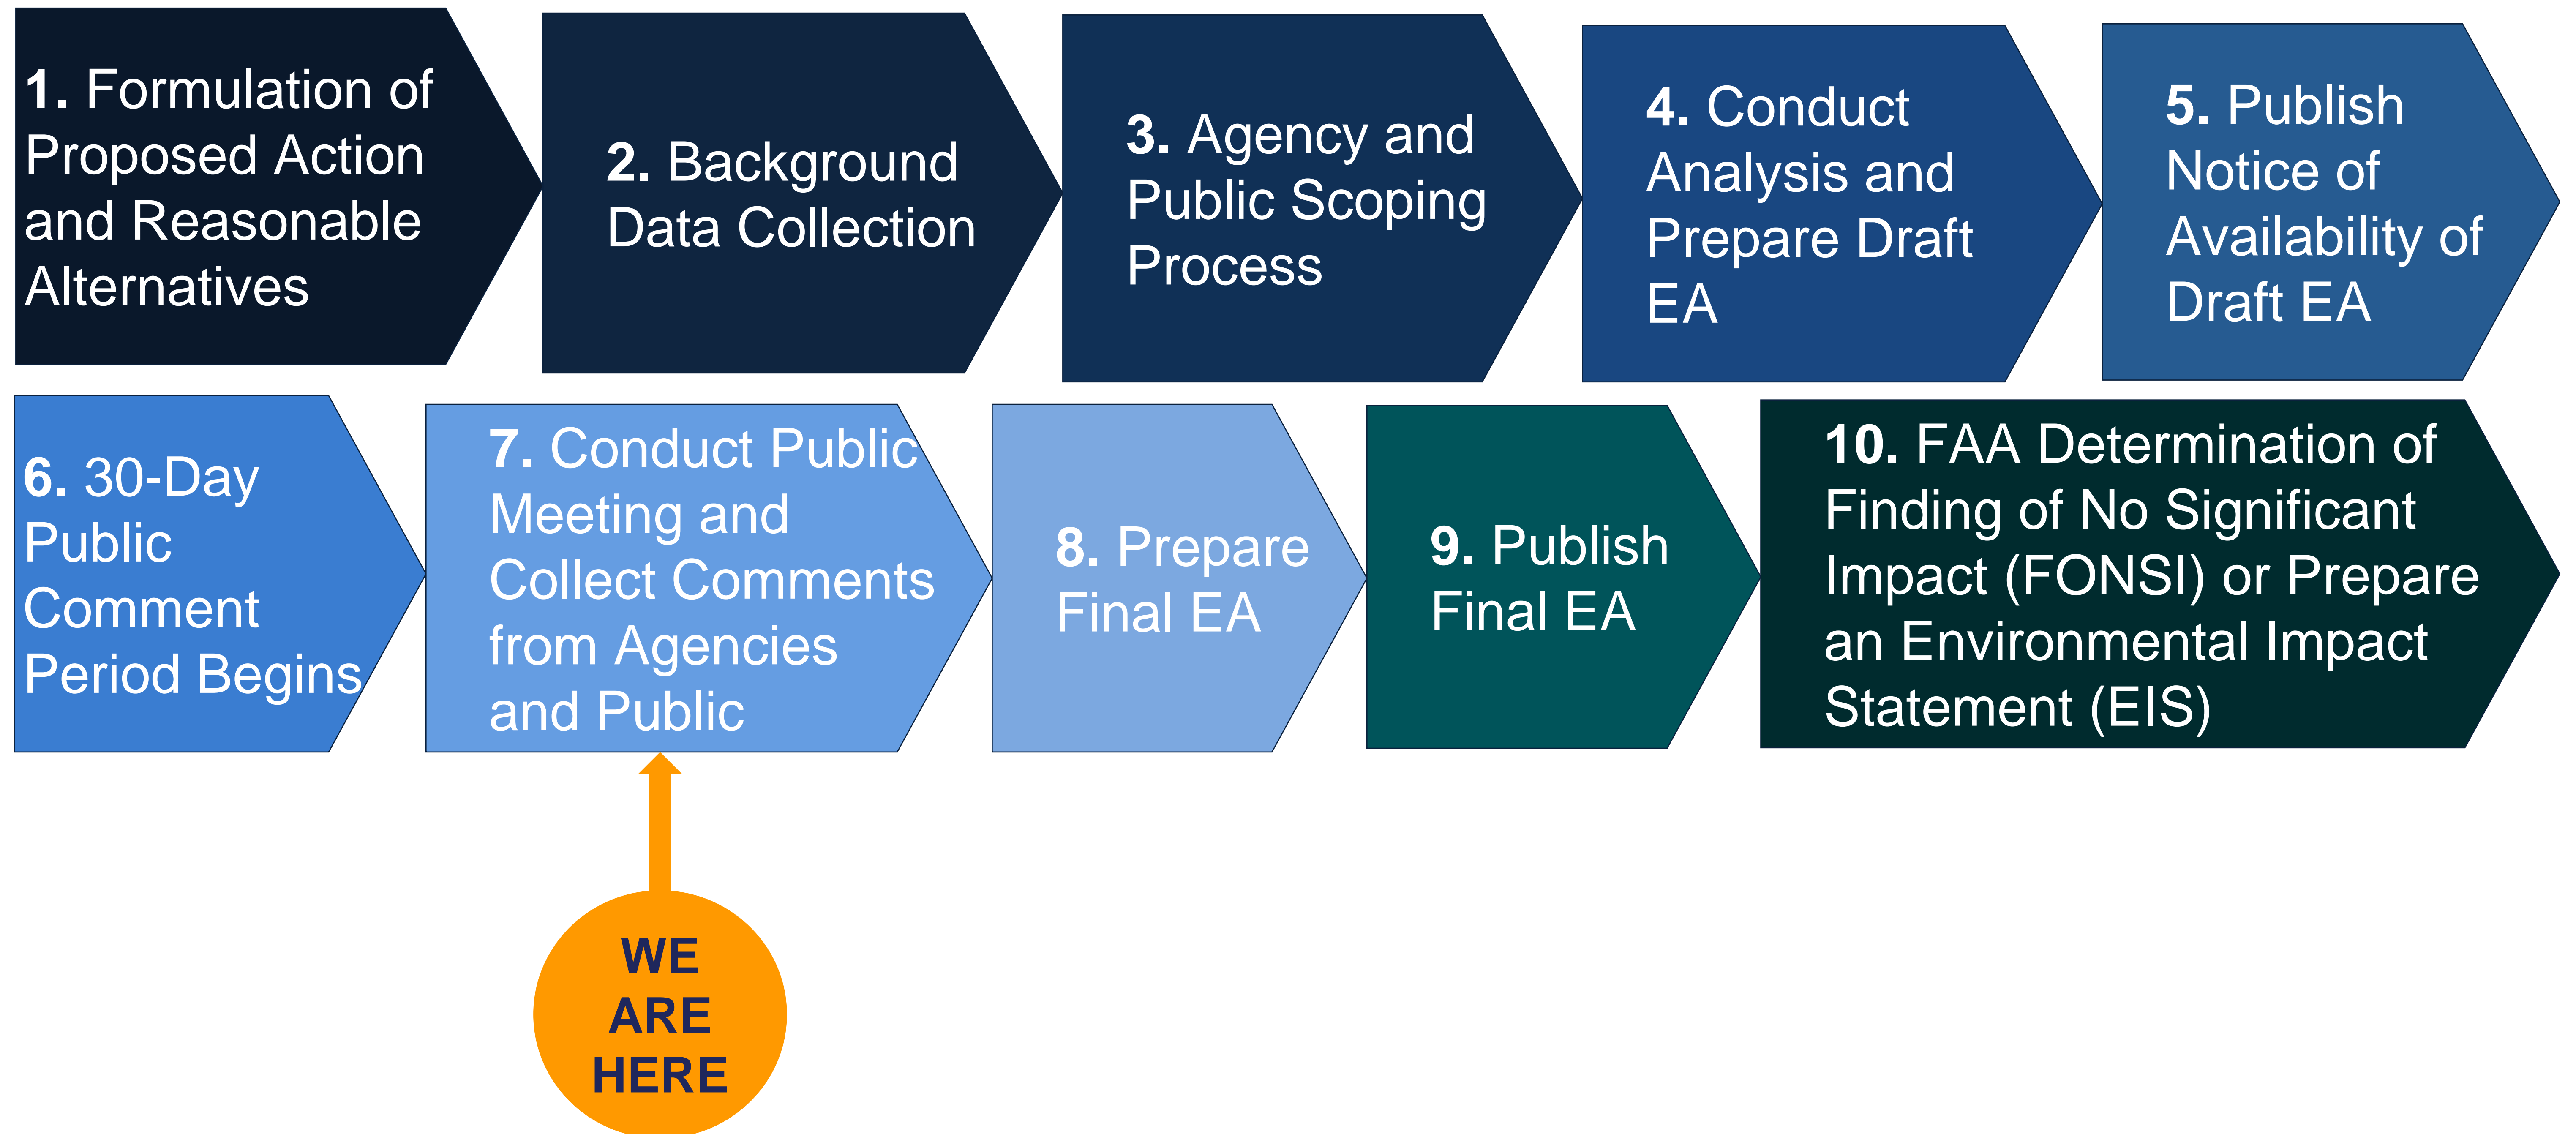 1. Formulation of
Proposed Action
and Reasonable
Alternatives
2. Background
Data Collection
3. Agency and
Public Scoping
Process
4. Conduct
Analysis and
Prepare Draft
EA
5. Publish
Notice of
Availability of
Draft EA
6. 30-Day
Public
Comment
Period Begins
7. Conduct Public
Meeting and
Collect Comments
from Agencies
and Public
8. Prepare
Final EA
9. Publish
Final EA
10. FAA Determination of
Finding of No Significant
Impact (FONSI) or Prepare
an Environmental Impact
Statement (EIS)
WE
ARE
HERE